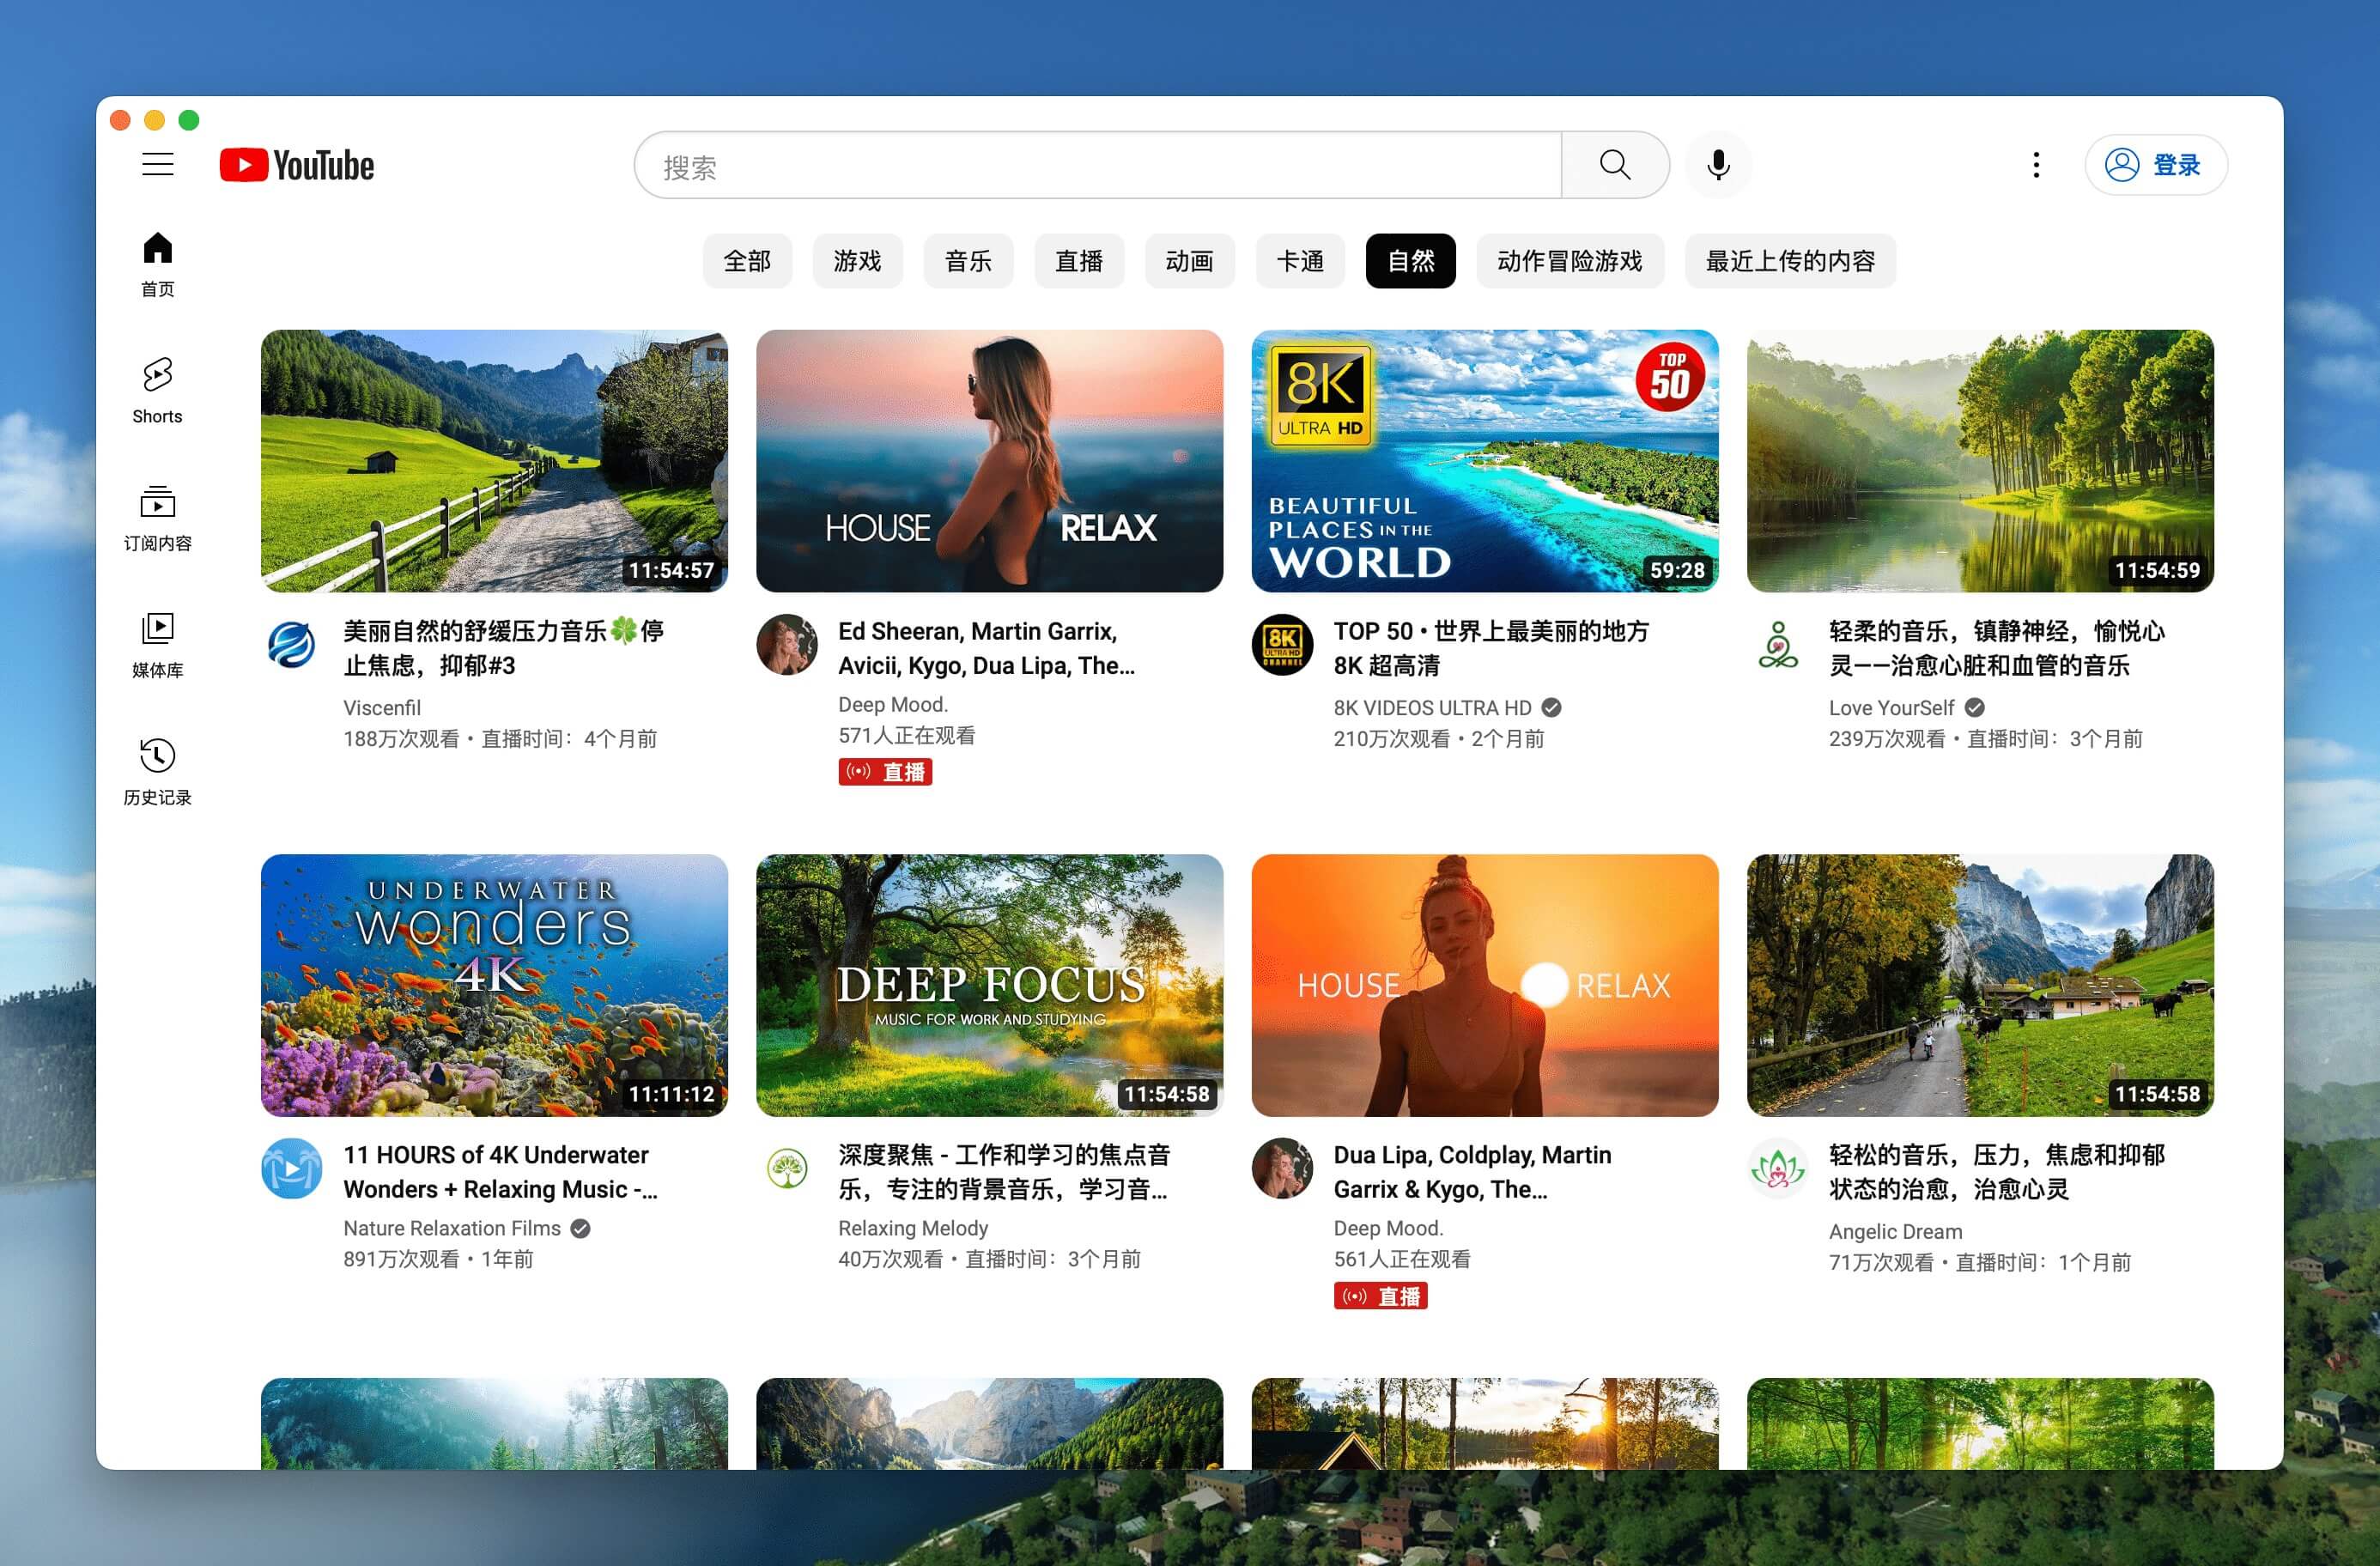 YouTube
搜索
登录
全部
游戏
音乐
直播
动画
卡通
自然
动作冒险游戏
最近上传的内容
首页
Shorts
订阅内容
媒体库
历史记录
11:54:57
美丽自然的舒缓压力音乐🍀停
止焦虑，抑郁#3
Viscenfil
188万次观看・直播时间：4个月前
HOUSE RELAX
Ed Sheeran, Martin Garrix,
Avicii, Kygo, Dua Lipa, The...
Deep Mood.
571人正在观看
直播
8K
ULTRA HD
TOP
50
BEAUTIFUL
PLACES IN THE
WORLD
59:28
8K
ULTRA HD
CHANNEL
TOP 50 • 世界上最美丽的地方
8K 超高清
8K VIDEOS ULTRA HD
210万次观看・2个月前
11:54:59
轻柔的音乐，镇静神经，愉悦心
灵——治愈心脏和血管的音乐
Love YourSelf
239万次观看・直播时间：3个月前
UNDERWATER
wonders
4K
11:11:12
11 HOURS of 4K Underwater
Wonders + Relaxing Music -...
Nature Relaxation Films
891万次观看・1年前
DEEP FOCUS
MUSIC FOR WORK AND STUDYING
11:54:58
深度聚焦 - 工作和学习的焦点音
乐，专注的背景音乐，学习音...
Relaxing Melody
40万次观看・直播时间：3个月前
HOUSE RELAX
Dua Lipa, Coldplay, Martin
Garrix & Kygo, The...
Deep Mood.
561人正在观看
直播
11:54:58
轻松的音乐，压力，焦虑和抑郁
状态的治愈，治愈心灵
Angelic Dream
71万次观看・直播时间：1个月前